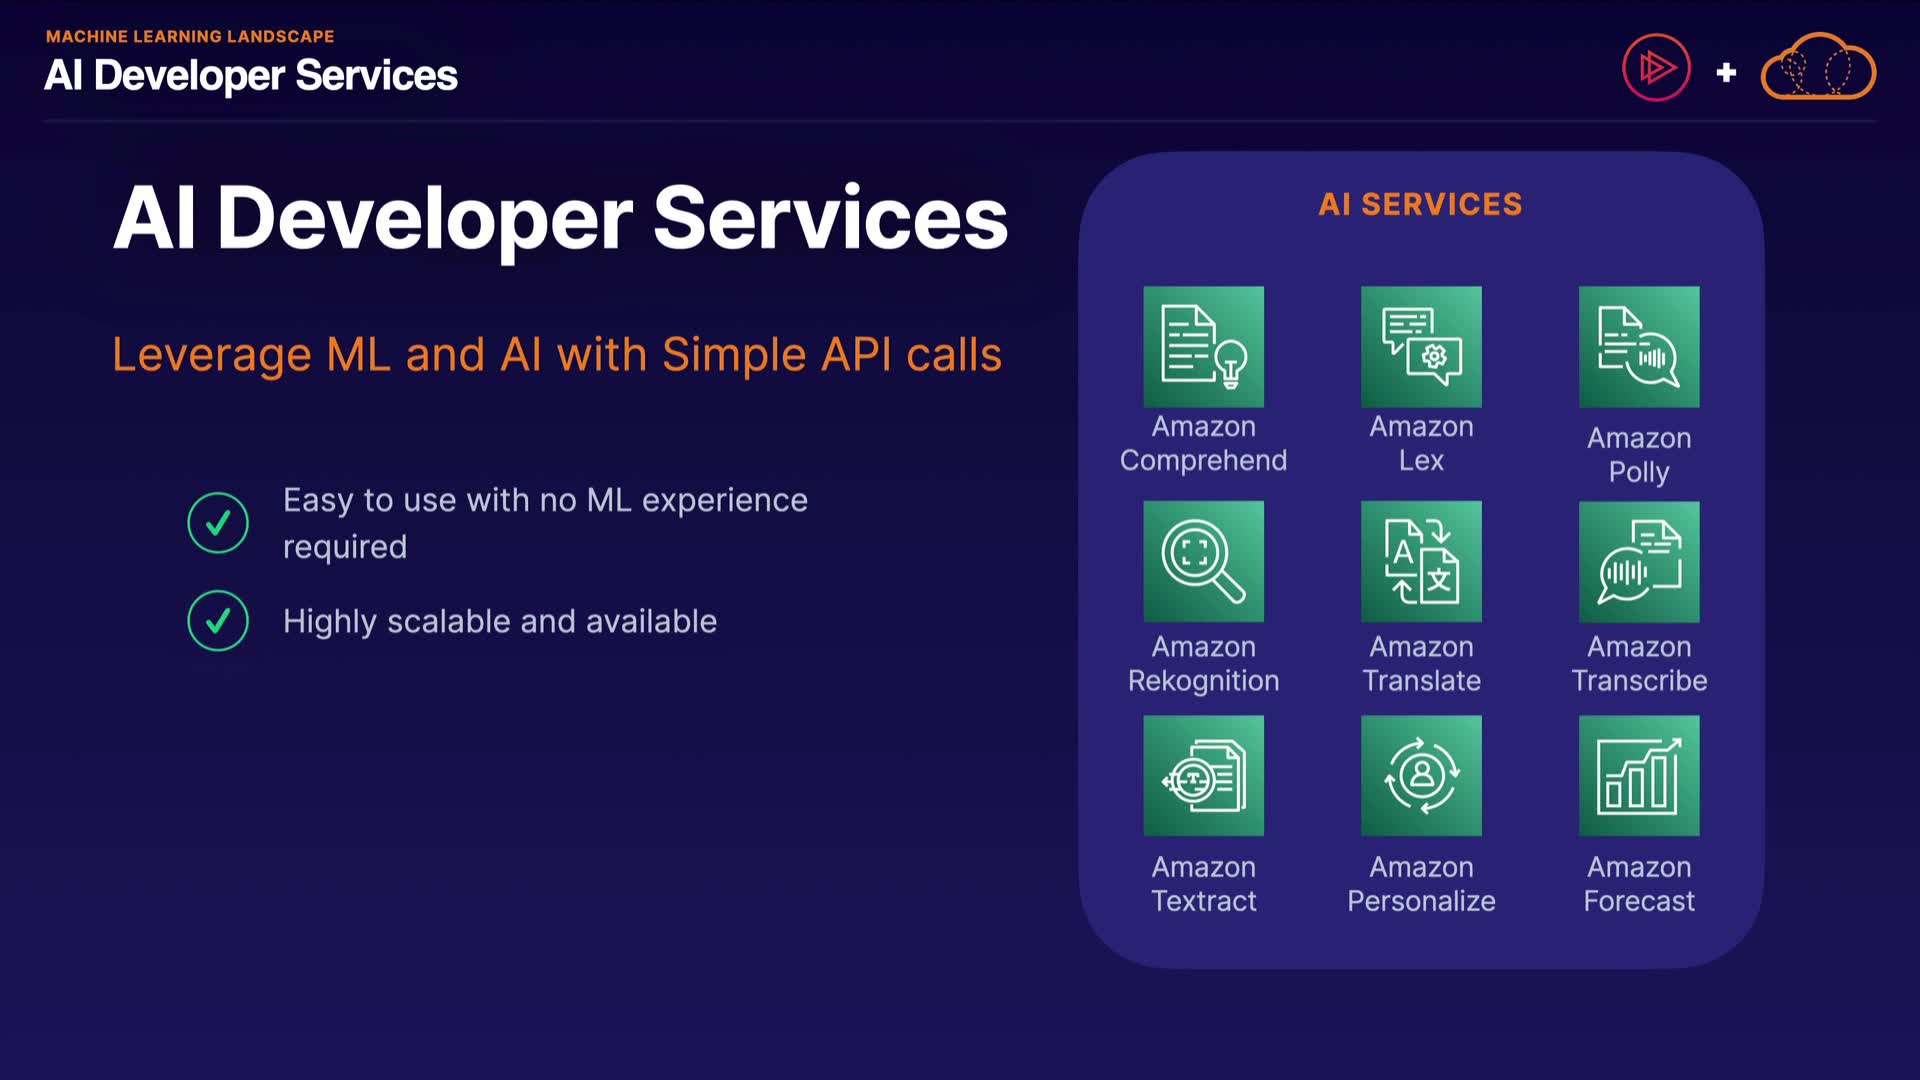 MACHINE LEARNING LANDSCAPE
AI Developer Services
AI Developer Services
Leverage ML and AI with Simple API calls
Easy to use with no ML experience
required
Highly scalable and available
AI SERVICES
Amazon
Comprehend
Amazon
Lex
Amazon
Polly
Amazon
Rekognition
Amazon
Translate
Amazon
Transcribe
Amazon
Textract
Amazon
Personalize
Amazon
Forecast